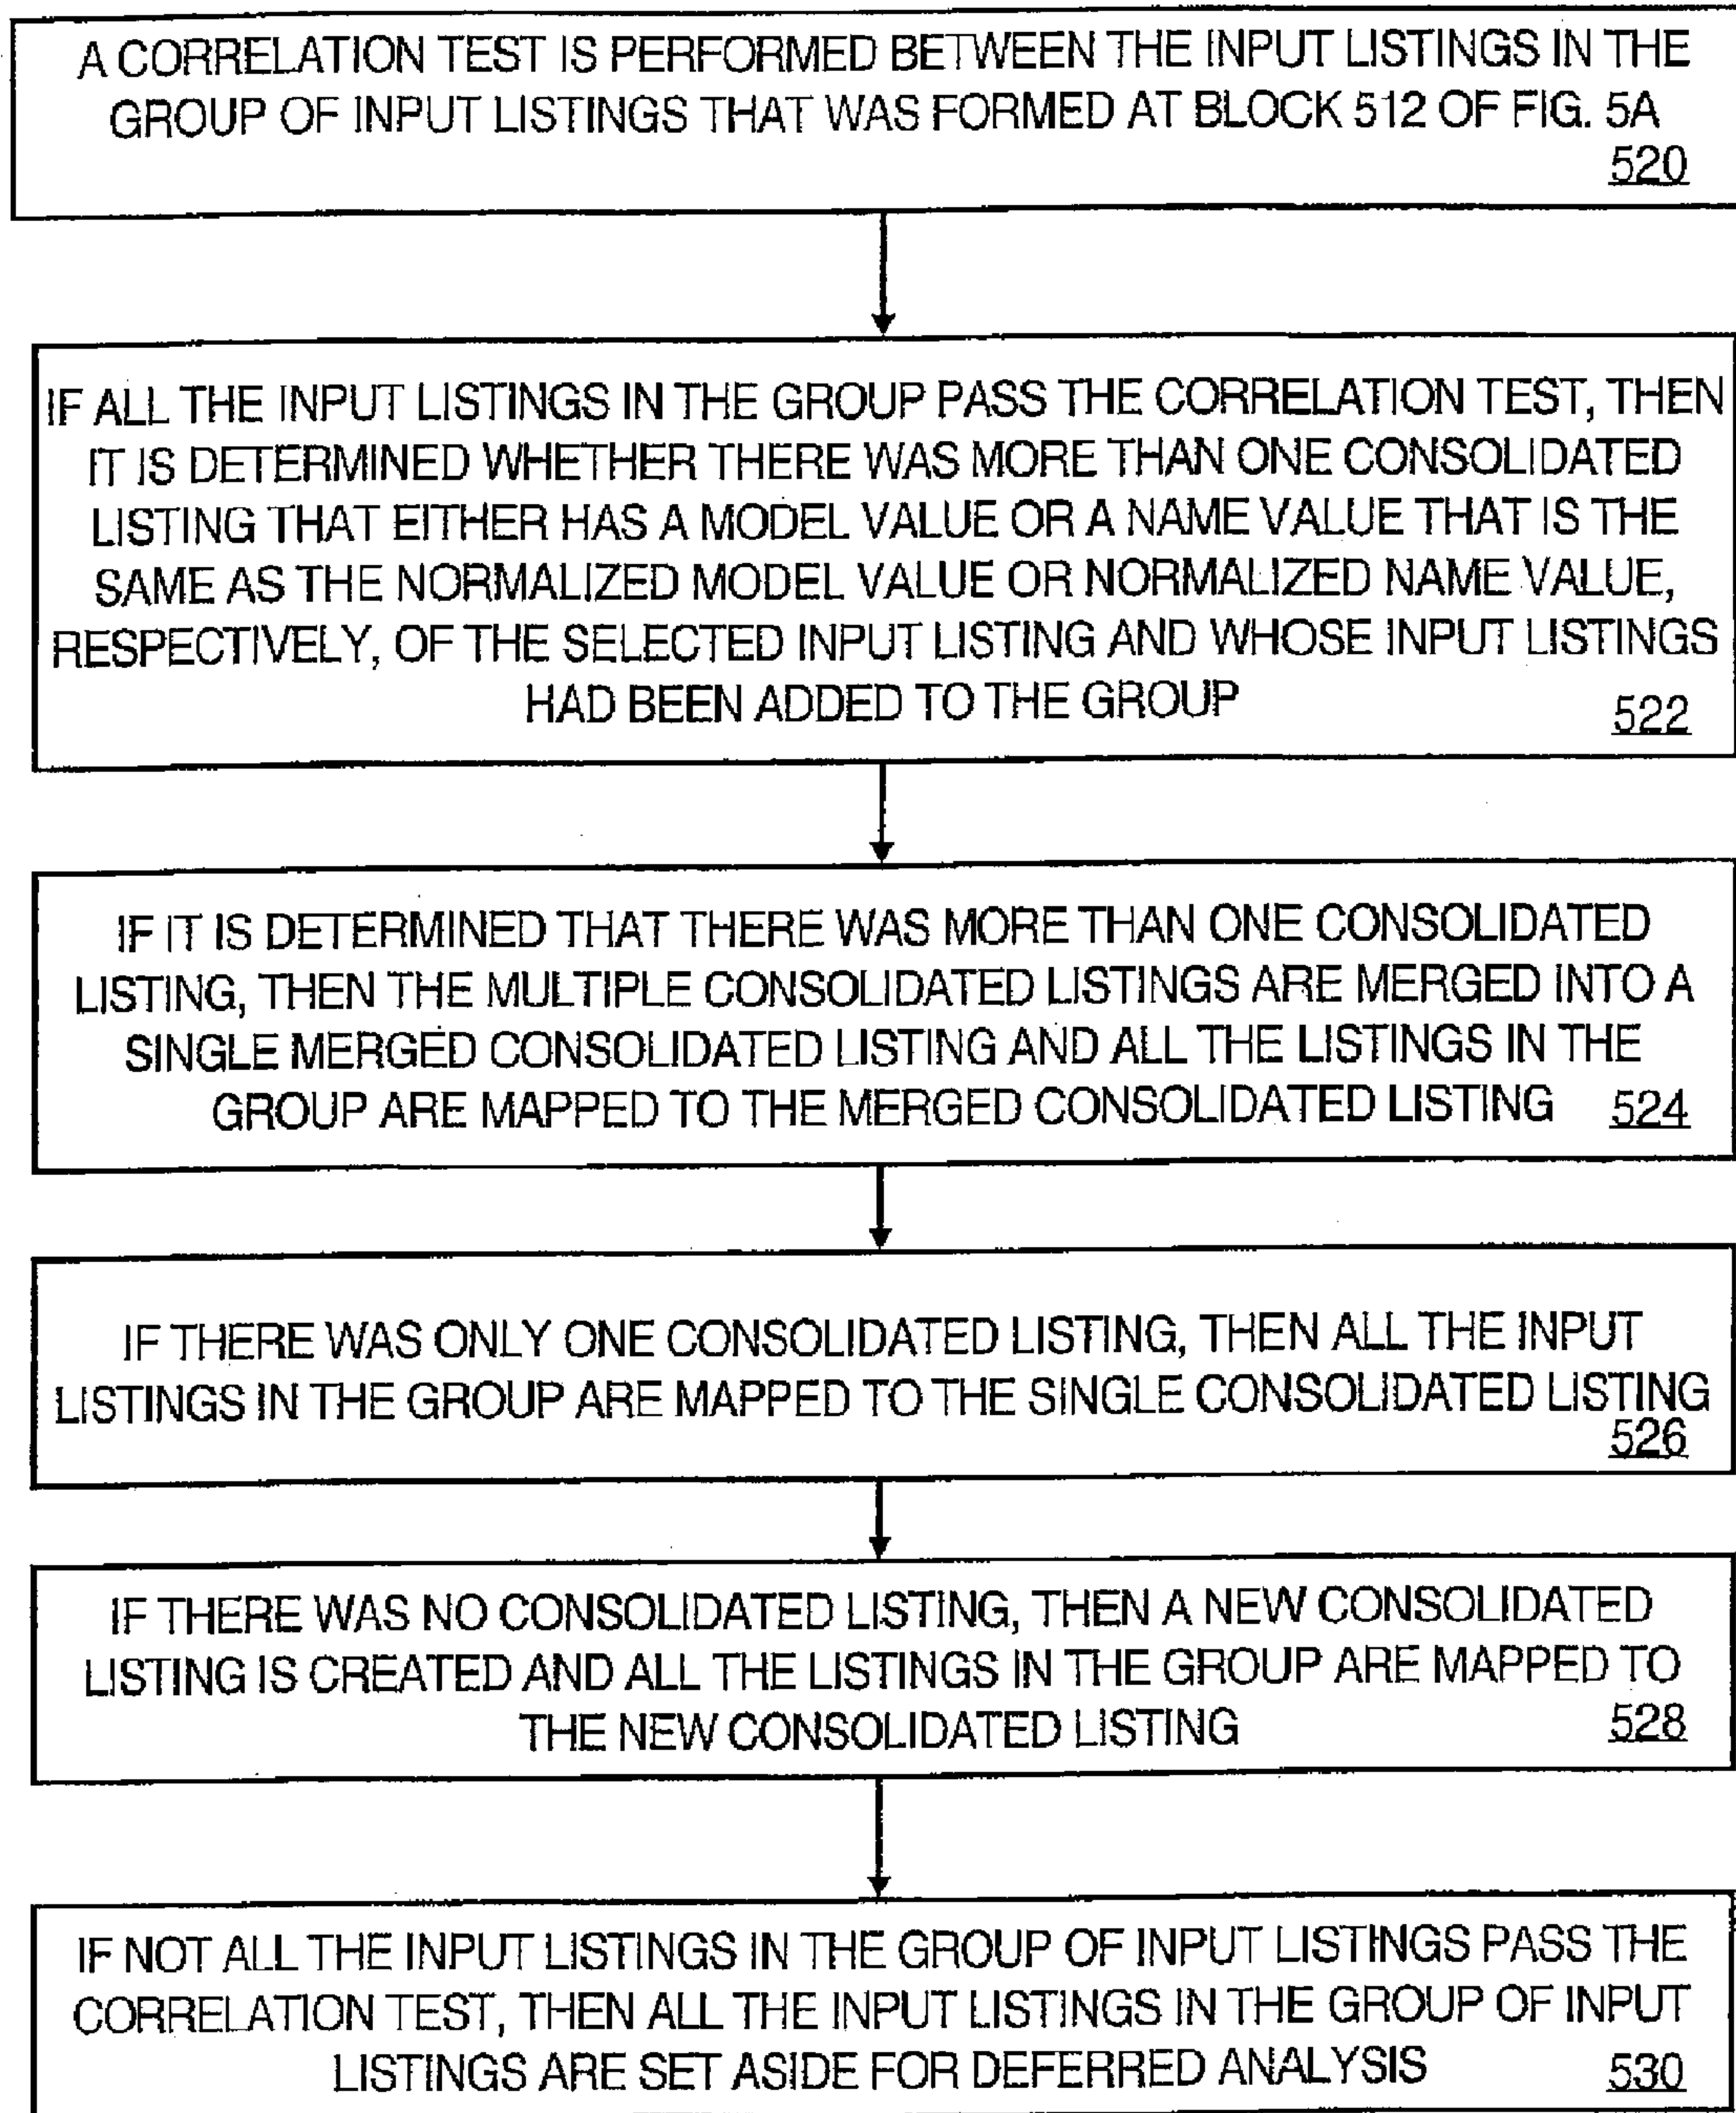 A CORRELATION TEST IS PERFORMED BETWEEN THE INPUT LISTINGS IN THE
GROUP OF INPUT LISTINGS THAT WAS FORMED AT BLOCK 512 OF FIG. 5A
520
IF ALL THE INPUT LISTINGS IN THE GROUP PASS THE CORRELATION TEST, THEN
IT IS DETERMINED WHETHER THERE WAS MORE THAN ONE CONSOLIDATED
LISTING THAT EITHER HAS A MODEL VALUE OR A NAME VALUE THAT IS THE
SAME AS THE NORMALIZED MODEL VALUE OR NORMALIZED NAME VALUE,
RESPECTIVELY, OF THE SELECTED INPUT LISTING AND WHOSE INPUT LISTINGS
HAD BEEN ADDED TO THE GROUP 522
IF IT IS DETERMINED THAT THERE WAS MORE THAN ONE CONSOLIDATED
LISTING, THEN THE MULTIPLE CONSOLIDATED LISTINGS ARE MERGED INTO A
SINGLE MERGED CONSOLIDATED LISTING AND ALL THE LISTINGS IN THE
GROUP ARE MAPPED TO THE MERGED CONSOLIDATED LISTING 524
IF THERE WAS ONLY ONE CONSOLIDATED LISTING, THEN ALL THE INPUT
LISTINGS IN THE GROUP ARE MAPPED TO THE SINGLE CONSOLIDATED LISTING
526
IF THERE WAS NO CONSOLIDATED LISTING, THEN A NEW CONSOLIDATED
LISTING IS CREATED AND ALL THE LISTINGS IN THE GROUP ARE MAPPED TO
THE NEW CONSOLIDATED LISTING 528
IF NOT ALL THE INPUT LISTINGS IN THE GROUP OF INPUT LISTINGS PASS THE
CORRELATION TEST, THEN ALL THE INPUT LISTINGS IN THE GROUP OF INPUT
LISTINGS ARE SET ASIDE FOR DEFERRED ANALYSIS 530